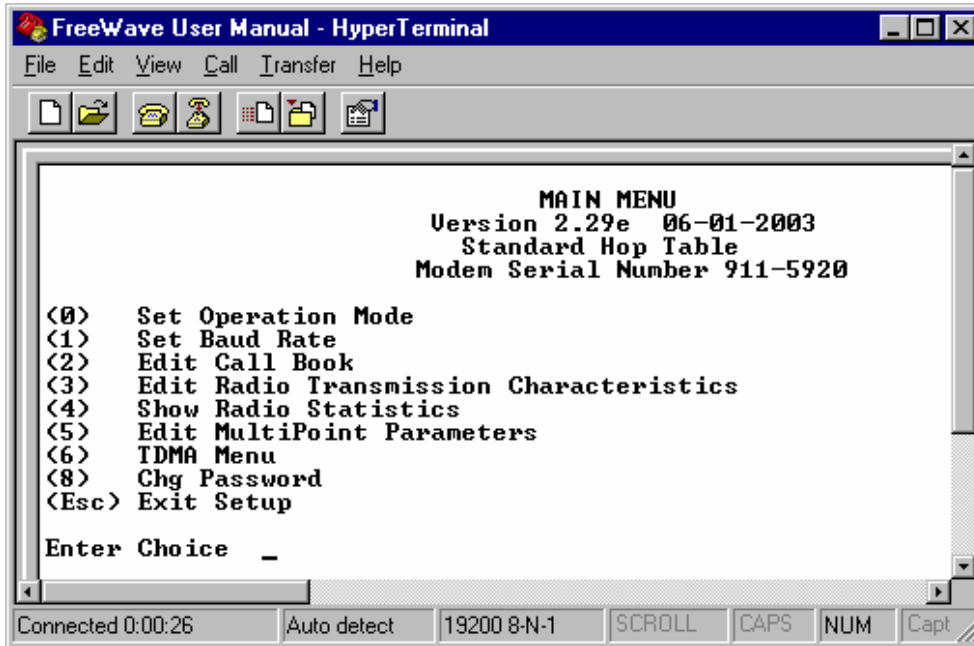 FreeWave User Manual - HyperTerminal
File Edit View Call Transfer Help
MAIN MENU
Version 2.29e 06-01-2003
Standard Hop Table
Modem Serial Number 911-5920
(0) Set Operation Mode
(1) Set Baud Rate
(2) Edit Call Book
(3) Edit Radio Transmission Characteristics
(4) Show Radio Statistics
(5) Edit MultiPoint Parameters
(6) TDMA Menu
(8) Chg Password
(Esc) Exit Setup
Enter Choice _
Connected 0:00:26 Auto detect 19200 8-N-1 SCROLL CAPS NUM Capt